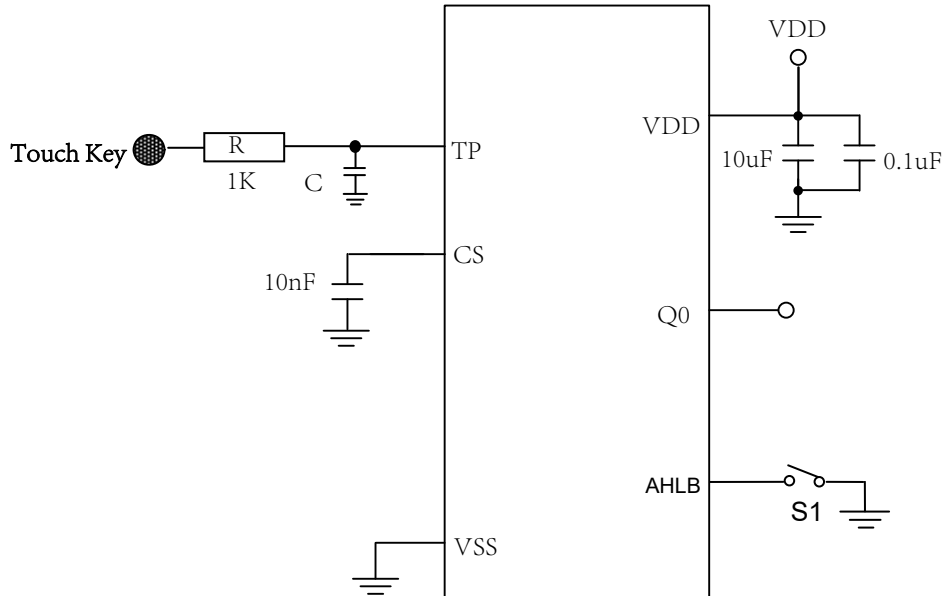 VDD
VDD
Touch Key
R
1K
C
TP
10uF
0.1uF
CS
10nF
Q0
AHLB
S1
VSS